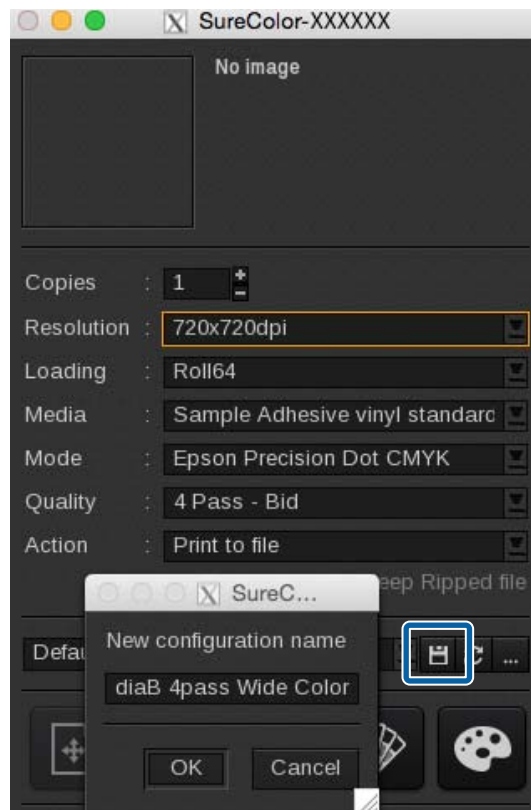 SureColor-XXXXXX
No image
Copies : 1
Resolution : 720x720dpi
Loading : Roll64
Media : Sample Adhesive vinyl standarc
Mode : Epson Precision Dot CMYK
Quality : 4 Pass - Bid
Action : Print to file
eep Ripped file
SureC...
New configuration name
Defau
...
diaB 4pass Wide Color
OK Cancel